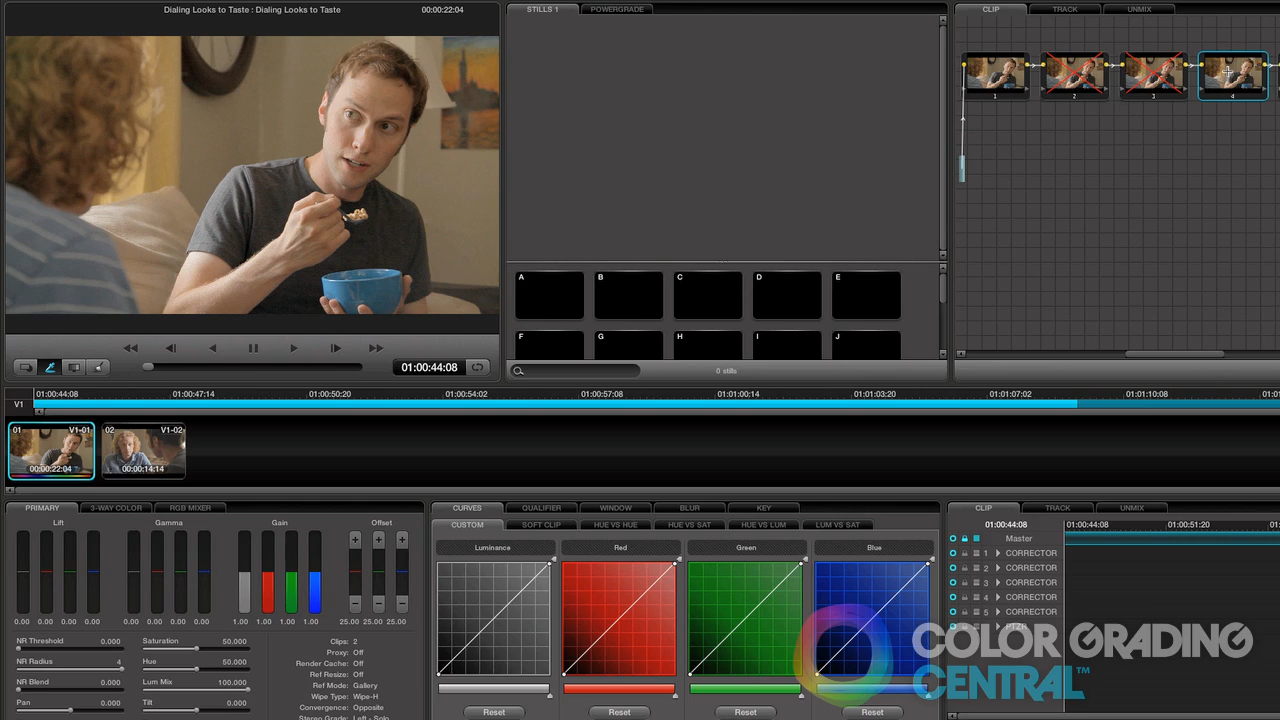 Dialing Looks to Taste : Dialing Looks to Taste 00:00:22:04
STILLS 1 POWERGRADE
CLIP TRACK UNMIX
1 2 3 4
A B C D E
F G H I J
01:00:44:08
0 stills
01:00:44:08 01:00:47:14 01:00:50:20 01:00:54:02 01:00:57:08 01:01:00:14 01:01:03:20 01:01:07:02 01:01:10:08
V1
01 V1-01 02 V1-02
00:00:22:04 00:00:14:14
PRIMARY 3-WAY COLOR RGB MIXER
Lift Gamma Gain Offset
0.00 0.00 0.00 0.00 0.00 0.00 0.00 0.00 1.00 1.00 1.00 1.00 25.00 25.00 25.00
NR Threshold 0.000 Saturation 50.000
NR Radius 4 Hue 50.000
NR Blend 0.000 Lum Mix 100.000
Pan 0.000 Tilt 0.000
Clips: 2
Proxy: Off
Render Cache: Off
Ref Resize: Off
Ref Mode: Gallery
Wipe Type: Wipe-H
Convergence: Opposite
Stereo Grade: Left - Solo
CURVES QUALIFIER WINDOW BLUR KEY
CUSTOM SOFT CLIP HUE VS HUE HUE VS SAT HUE VS LUM LUM VS SAT
Luminance Red Green Blue
Reset Reset Reset Reset
CLIP TRACK UNMIX
01:00:44:08 01:00:44:08 01:00:51:20
Master
1 CORRECTOR
2 CORRECTOR
3 CORRECTOR
4 CORRECTOR
5 CORRECTOR
PTZR
COLOR GRADING
CENTRAL™